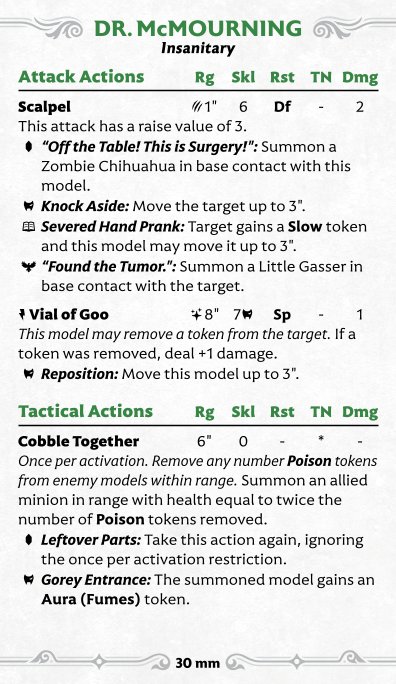 DR. McMOURNING
Insanitary
Attack Actions Rg Skl Rst TN Dmg
Scalpel 1" 6 Df - 2
This attack has a raise value of 3.
"Off the Table! This is Surgery!": Summon a
Zombie Chihuahua in base contact with this
model.
Knock Aside: Move the target up to 3".
Severed Hand Prank: Target gains a Slow token
and this model may move it up to 3".
"Found the Tumor.": Summon a Little Gasser in
base contact with the target.
Vial of Goo 8" 7 Sp - 1
This model may remove a token from the target. If a
token was removed, deal +1 damage.
Reposition: Move this model up to 3".
Tactical Actions Rg Skl Rst TN Dmg
Cobble Together 6" 0 - * -
Once per activation. Remove any number Poison tokens
from enemy models within range. Summon an allied
minion in range with health equal to twice the
number of Poison tokens removed.
Leftover Parts: Take this action again, ignoring
the once per activation restriction.
Gorey Entrance: The summoned model gains an
Aura (Fumes) token.
30 mm